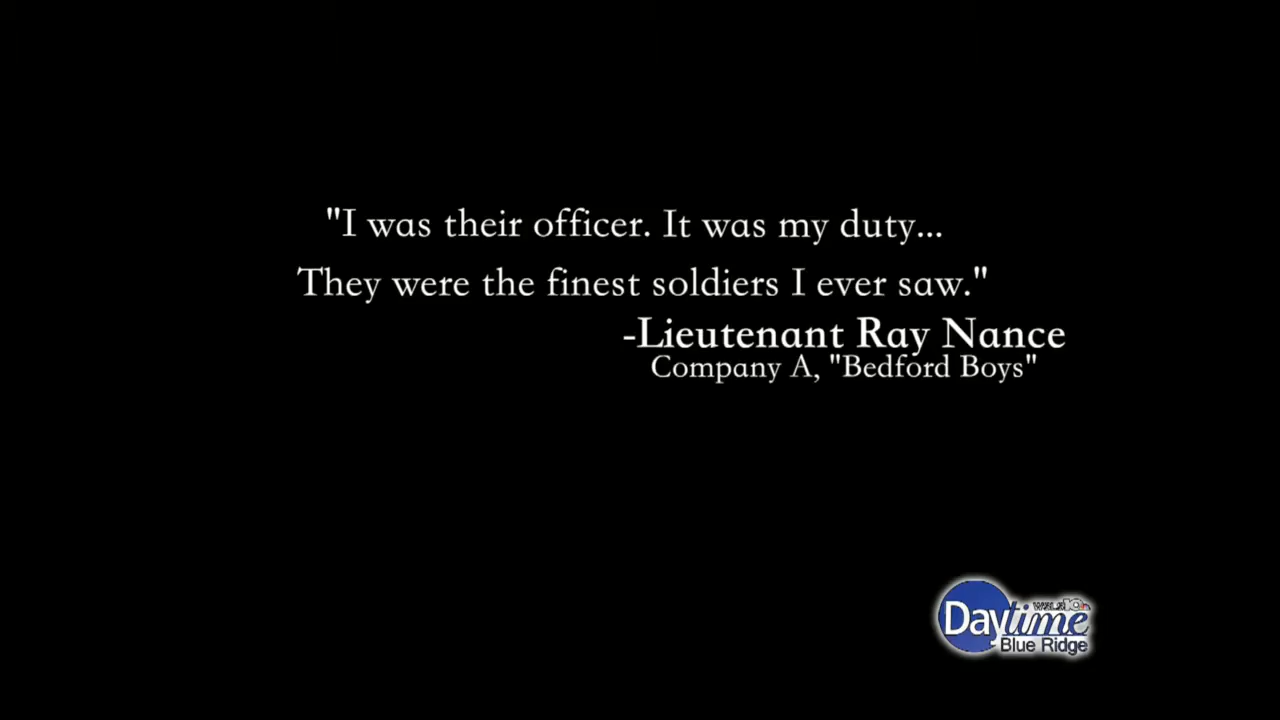 "I was their officer. It was my duty...
They were the finest soldiers I ever saw."
-Lieutenant Ray Nance
Company A, "Bedford Boys"
WSLS10
Daytime
Blue Ridge